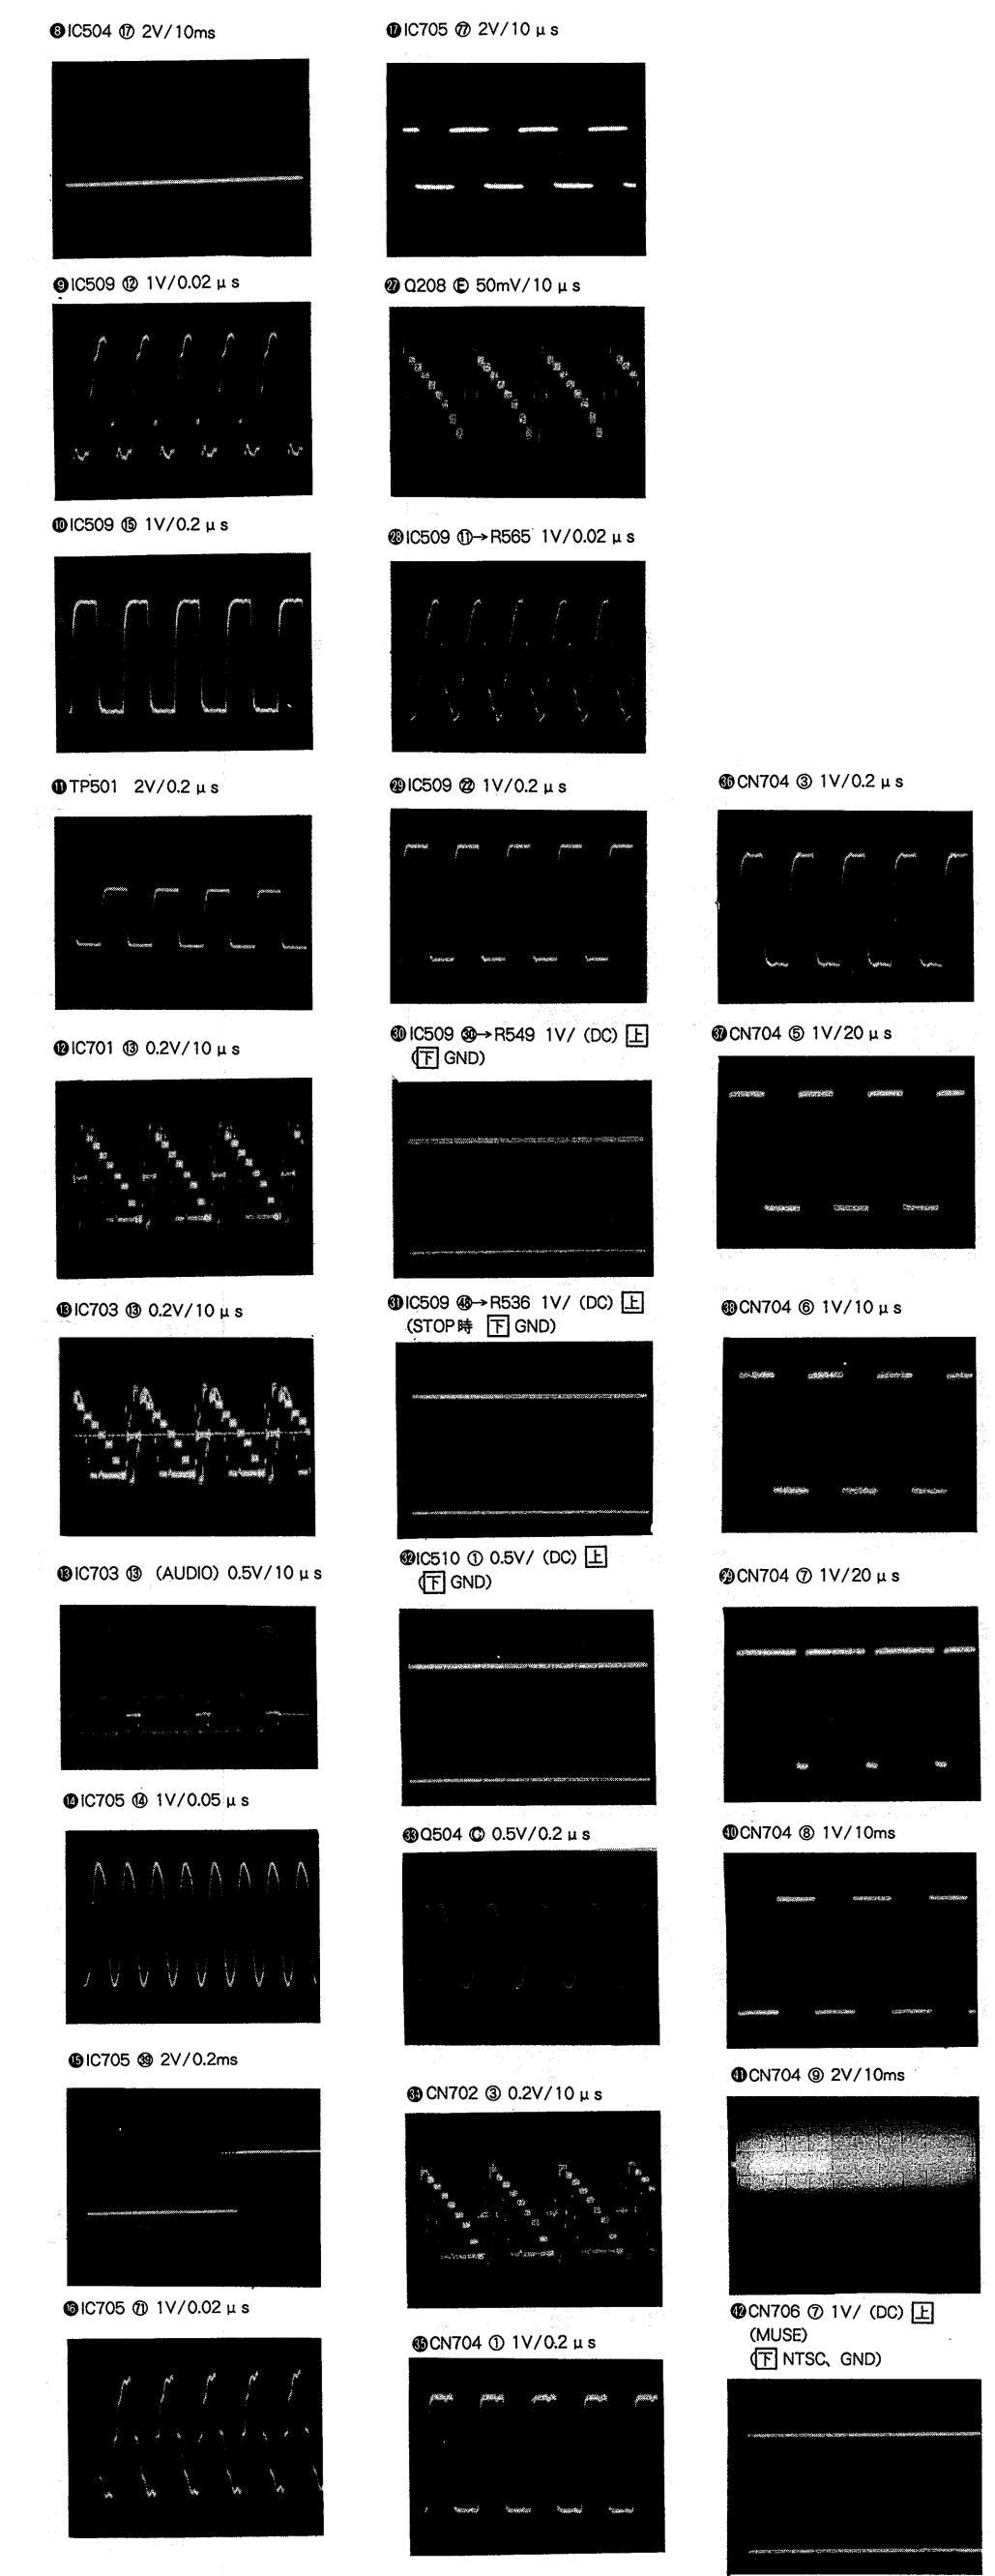 ❽IC504 ⑰ 2V/10ms
❾IC509 ⑫ 1V/0.02 μ s
❿IC509 ⑮ 1V/0.2 μ s
⓫TP501 2V/0.2 μ s
⓬IC701 ⑬ 0.2V/10 μ s
⓭IC703 ⑬ 0.2V/10 μ s
⓭IC703 ⑬ (AUDIO) 0.5V/10 μ s
⓮IC705 ⑭ 1V/0.05 μ s
⓯IC705 ㊴ 2V/0.2ms
⓰IC705 (71) 1V/0.02 μ s
⓱IC705 (77) 2V/10 μ s
㉗Q208 Ⓔ 50mV/10 μ s
㉘IC509 ⑪→R565 1V/0.02 μ s
㉙IC509 ㉒ 1V/0.2 μ s
㉚IC509 ㉚→R549 1V/ (DC) 上
(下 GND)
㉛IC509 ㊽→R536 1V/ (DC) 上
(STOP時 下 GND)
㉜IC510 ① 0.5V/ (DC) 上
(下 GND)
㉝Q504 Ⓒ 0.5V/0.2 μ s
㉞CN702 ③ 0.2V/10 μ s
㉟CN704 ① 1V/0.2 μ s
㊱CN704 ③ 1V/0.2 μ s
㊲CN704 ⑤ 1V/20 μ s
㊳CN704 ⑥ 1V/10 μ s
㊴CN704 ⑦ 1V/20 μ s
㊵CN704 ⑧ 1V/10ms
㊶CN704 ⑨ 2V/10ms
㊷CN706 ⑦ 1V/ (DC) 上
(MUSE)
(下 NTSC、GND)